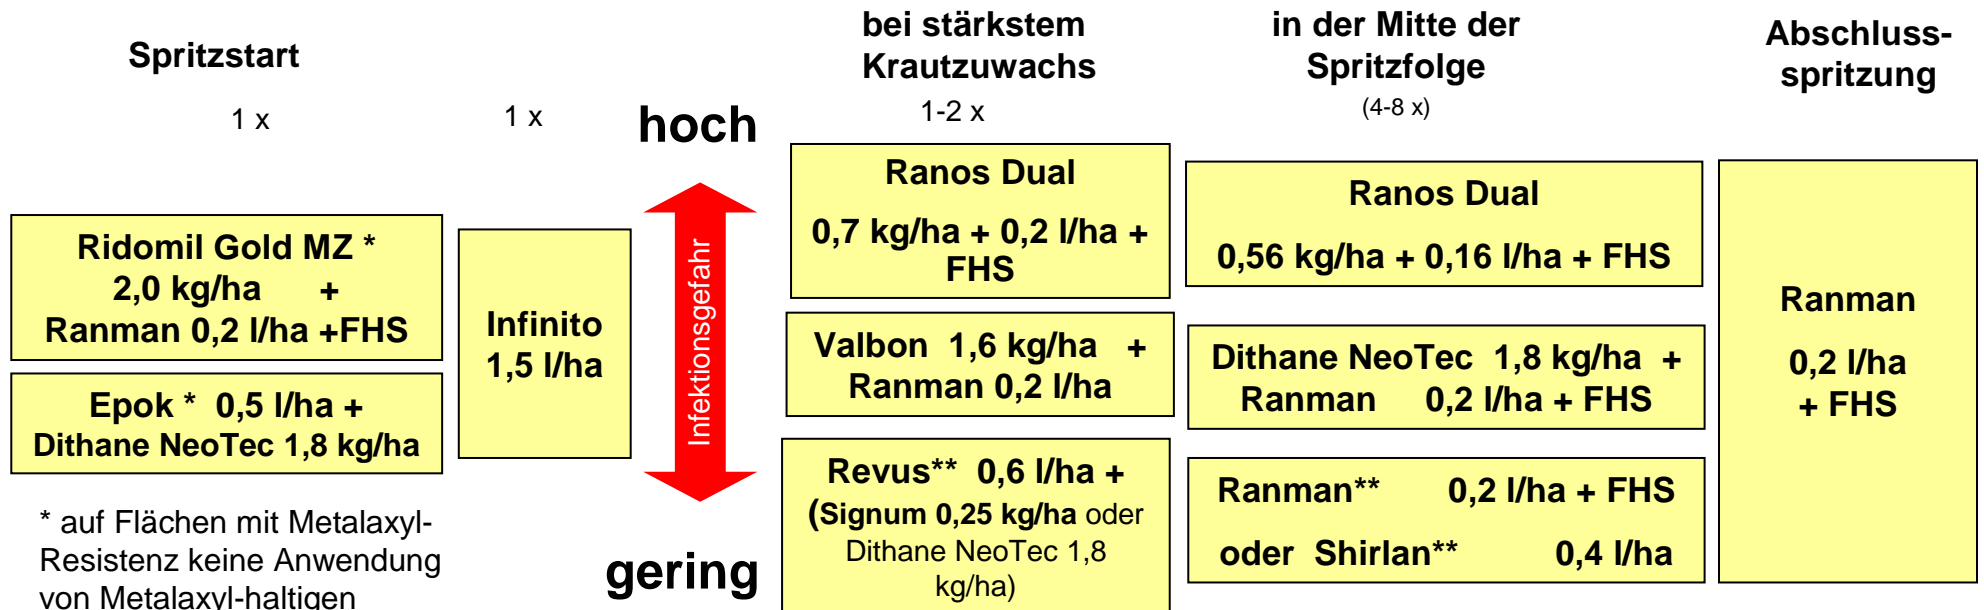 Spritzstart
1 x
Ridomil Gold MZ *
2,0 kg/ha +
Ranman 0,2 l/ha +FHS
Epok * 0,5 l/ha +
Dithane NeoTec 1,8 kg/ha
* auf Flächen mit Metalaxyl-
Resistenz keine Anwendung
von Metalaxyl-haltigen
1 x
Infinito
1,5 l/ha
hoch
Infektionsgefahr
gering
bei stärkstem
Krautzuwachs
1-2 x
Ranos Dual
0,7 kg/ha + 0,2 l/ha +
FHS
Valbon 1,6 kg/ha +
Ranman 0,2 l/ha
Revus** 0,6 l/ha +
(Signum 0,25 kg/ha oder
Dithane NeoTec 1,8
kg/ha)
in der Mitte der
Spritzfolge
(4-8 x)
Ranos Dual
0,56 kg/ha + 0,16 l/ha + FHS
Dithane NeoTec 1,8 kg/ha +
Ranman 0,2 l/ha + FHS
Ranman** 0,2 l/ha + FHS
oder Shirlan** 0,4 l/ha
Abschluss-
spritzung
Ranman
0,2 l/ha
+ FHS